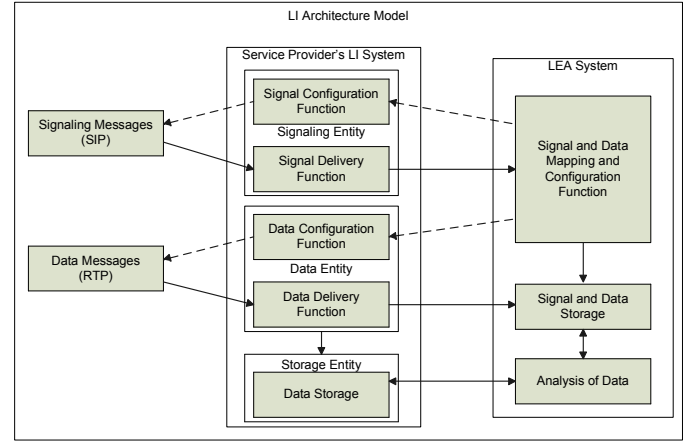 LI Architecture Model
Service Provider's LI System
LEA System
Signal Configuration
Function
Signaling Entity
Signal Delivery
Function
Signaling Messages
(SIP)
Signal and Data
Mapping and
Configuration
Function
Data Configuration
Function
Data Entity
Data Delivery
Function
Data Messages
(RTP)
Signal and Data
Storage
Storage Entity
Data Storage
Analysis of Data